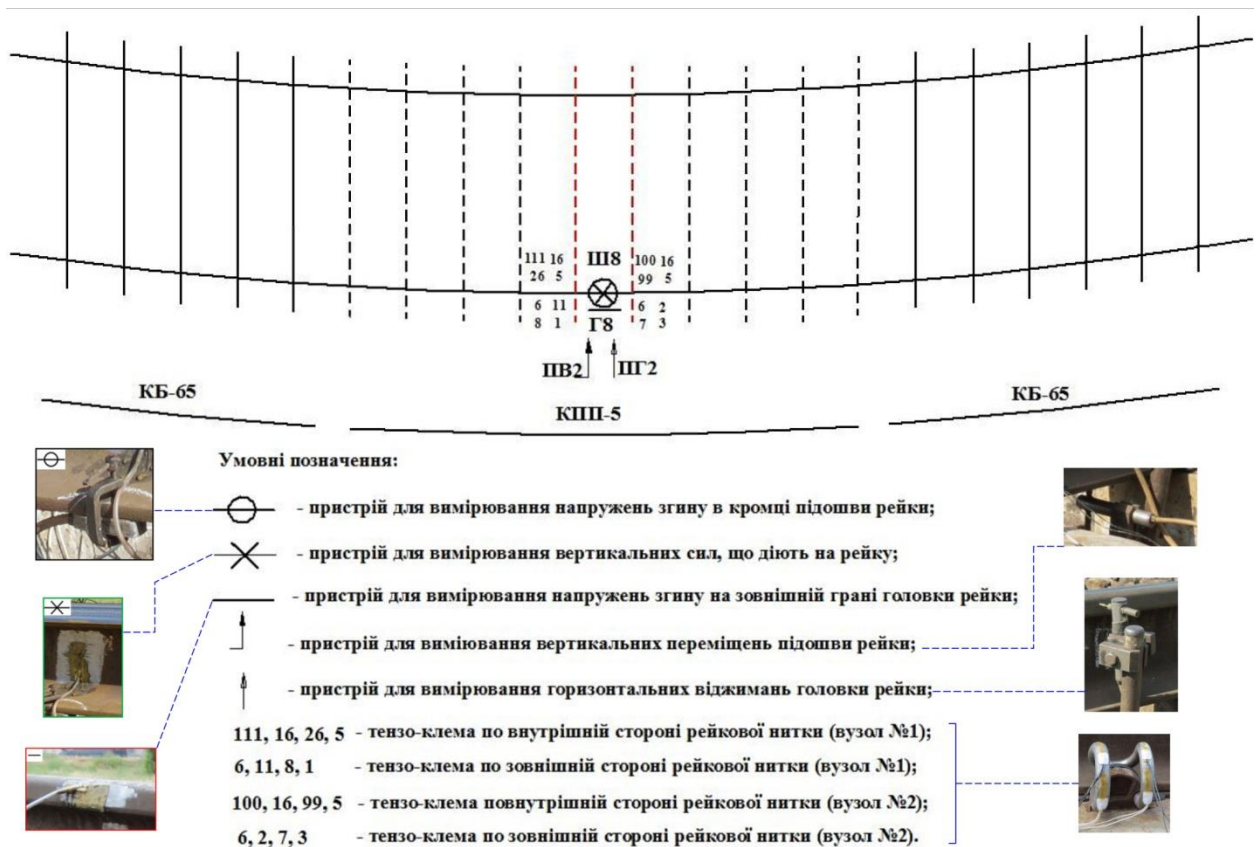 111 16 Ш8 100 16
26 5 99 5
6 11 6 2
8 1 Г8 7 3
ПВ2 ПГ2
КБ-65 КПП-5 КБ-65
Умовні позначення:
- пристрій для вимірювання напружень згину в кромці підошви рейки;
- пристрій для вимірювання вертикальних сил, що діють на рейку;
- пристрій для вимірювання напружень згину на зовнішній грані головки рейки;
- пристрій для виміювання вертикальних переміщень підошви рейки;
- пристрій для вимірювання горизонтальних віджимань головки рейки;
111, 16, 26, 5 - тензо-клема по внутрішній стороні рейкової нитки (вузол №1);
6, 11, 8, 1 - тензо-клема по зовнішній стороні рейкової нитки (вузол №1);
100, 16, 99, 5 - тензо-клема повнутрішній стороні рейкової нитки (вузол №2);
6, 2, 7, 3 - тензо-клема по зовнішній стороні рейкової нитки (вузол №2).